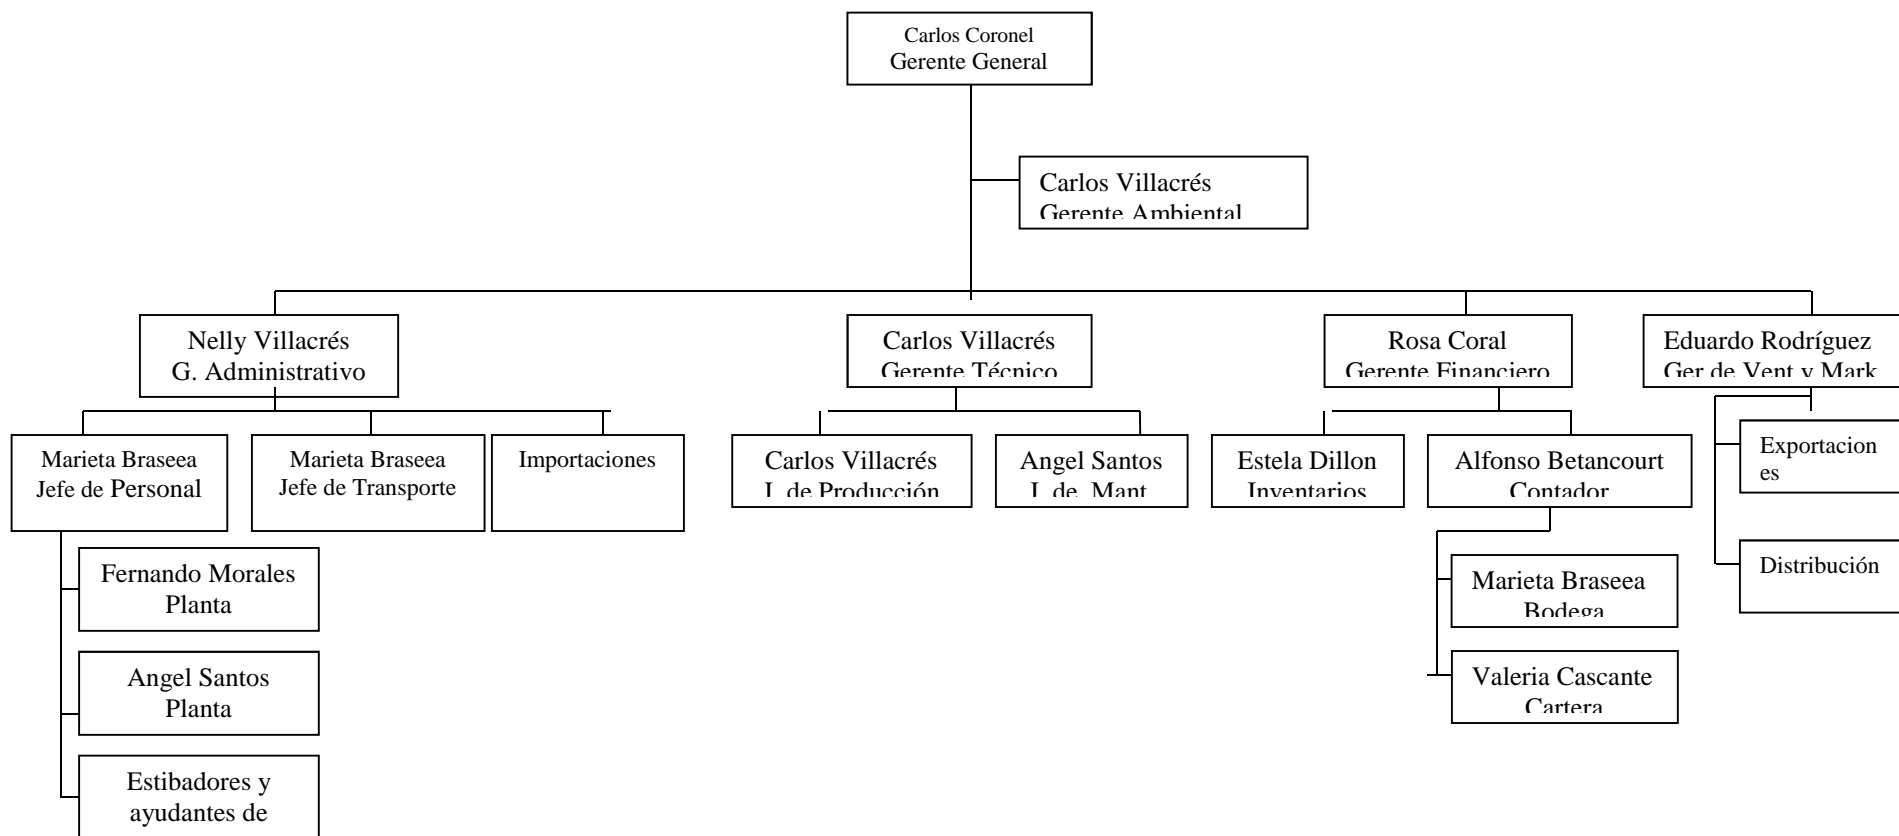 Carlos Coronel
Gerente General
Carlos Villacrés
Gerente Ambiental
Nelly Villacrés
G. Administrativo
Carlos Villacrés
Gerente Técnico
Rosa Coral
Gerente Financiero
Eduardo Rodríguez
Ger de Vent y Mark
Marieta Braseea
Jefe de Personal
Marieta Braseea
Jefe de Transporte
Importaciones
Carlos Villacrés
J. de Producción
Angel Santos
J. de Mant
Estela Dillon
Inventarios
Alfonso Betancourt
Contador
Exportacion
es
Distribución
Fernando Morales
Planta
Angel Santos
Planta
Estibadores y
ayudantes de
Marieta Braseea
Bodega
Valeria Cascante
Cartera